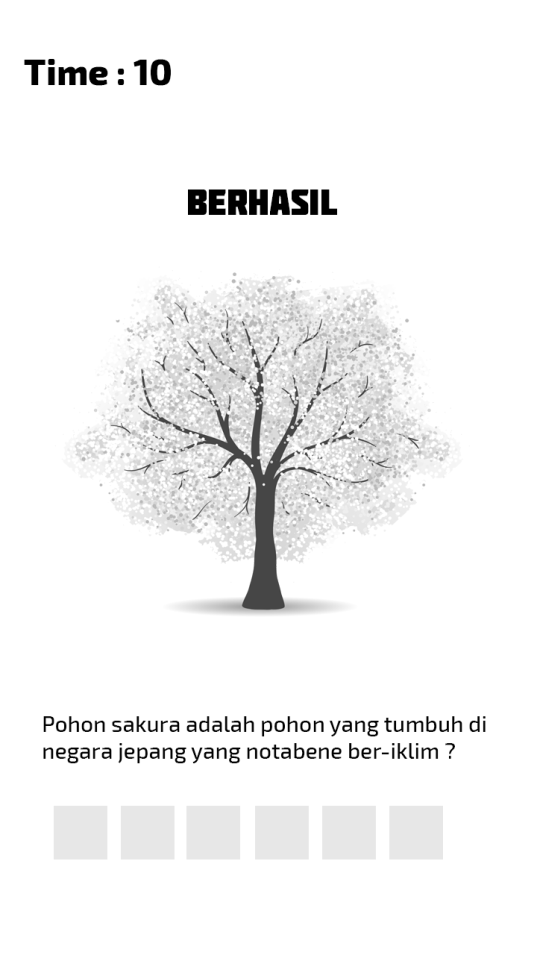 Time : 10
BERHASIL
Pohon sakura adalah pohon yang tumbuh di
negara jepang yang notabene ber-iklim ?